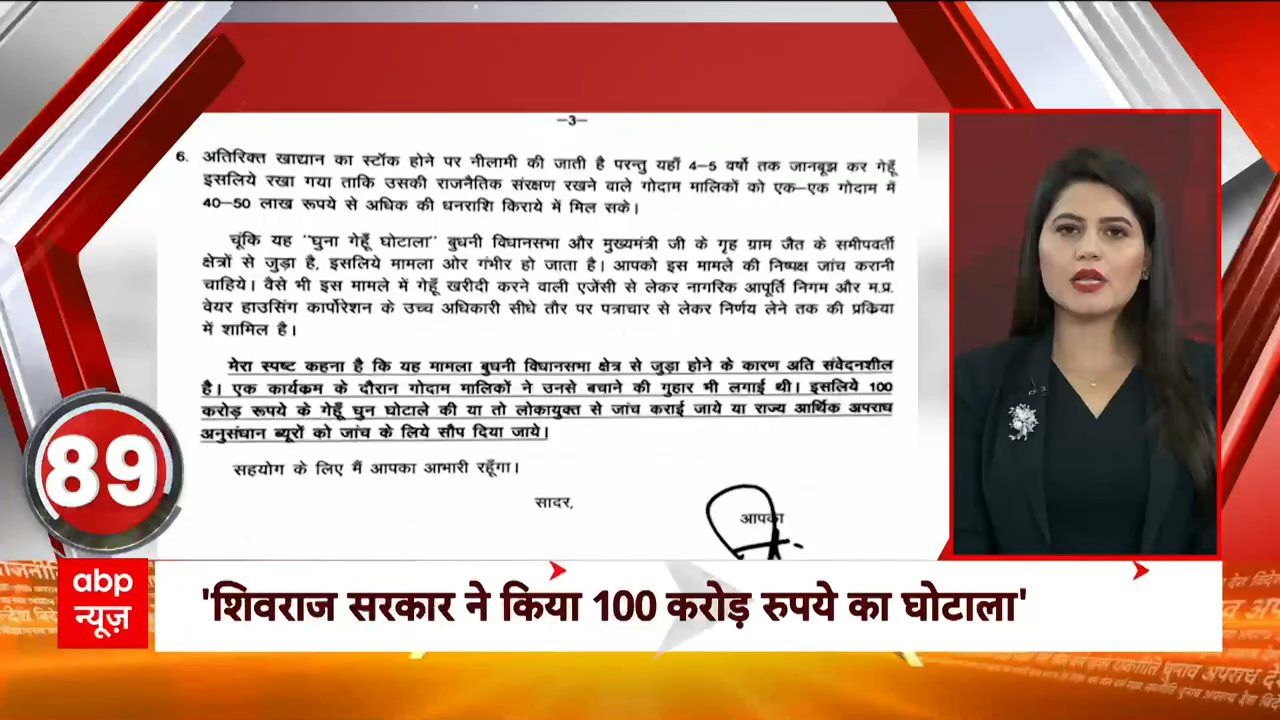 –3–
6. अतिरिक्त खाद्यान का स्टॉक होने पर नीलामी की जाती है परन्तु यहाँ 4–5 वर्षो तक जानबूझ कर गेहूँ
इसलिये रखा गया ताकि उसकी राजनैतिक संरक्षण रखने वाले गोदाम मालिकों को एक–एक गोदाम में
40–50 लाख रूपये से अधिक की धनराशि किराये में मिल सके।
चूंकि यह "घुना गेहूँ घोटाला" बुधनी विधानसभा और मुख्यमंत्री जी के गृह ग्राम जैत के समीपवर्ती
क्षेत्रों से जुड़ा है, इसलिये मामला ओर गंभीर हो जाता है। आपको इस मामले की निष्पक्ष जांच करानी
चाहिये। वैसे भी इस मामले में गेहूँ खरीदी करने वाली एजेंसी से लेकर नागरिक आपूर्ति निगम और म.प्र.
वेयर हाउसिंग कार्पोरेशन के उच्च अधिकारी सीधे तौर पर पत्राचार से लेकर निर्णय लेने तक की प्रकिया
में शामिल है।
मेरा स्पष्ट कहना है कि यह मामला बुधनी विधानसभा क्षेत्र से जुड़ा होने के कारण अति संवेदनशील
है। एक कार्यकम के दौरान गोदाम मालिकों ने उनसे बचाने की गुहार भी लगाई थी। इसलिये 100
करोड़ रूपये के गेहूँ घुन घोटाले की या तो लोकायुक्त से जांच कराई जाये या राज्य आर्थिक अपराध
अनुसंधान ब्यूरों को जांच के लिये सौप दिया जाये।
सहयोग के लिए मैं आपका आभारी रहूँगा।
सादर,
आपका
89
abp
न्यूज़
'शिवराज सरकार ने किया 100 करोड़ रुपये का घोटाला'